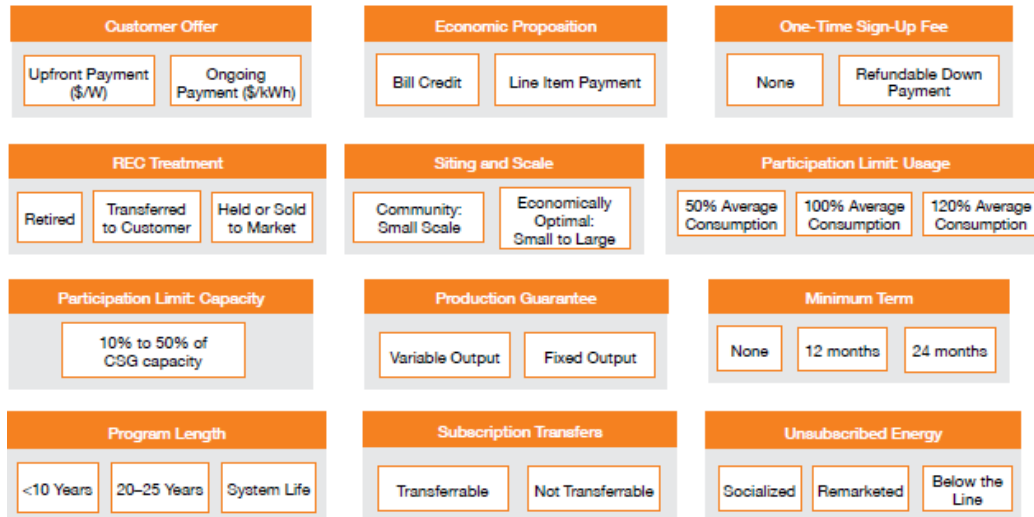 Customer Offer
Upfront Payment
($/W)
Ongoing
Payment ($/kWh)
Economic Proposition
Bill Credit
Line Item Payment
One-Time Sign-Up Fee
None
Refundable Down
Payment
REC Treatment
Retired
Transferred
to Customer
Held or Sold
to Market
Siting and Scale
Community:
Small Scale
Economically
Optimal:
Small to Large
Participation Limit: Usage
50% Average
Consumption
100% Average
Consumption
120% Average
Consumption
Participation Limit: Capacity
10% to 50% of
CSG capacity
Production Guarantee
Variable Output
Fixed Output
Minimum Term
None
12 months
24 months
Program Length
<10 Years
20–25 Years
System Life
Subscription Transfers
Transferrable
Not Transferrable
Unsubscribed Energy
Socialized
Remarketed
Below the
Line